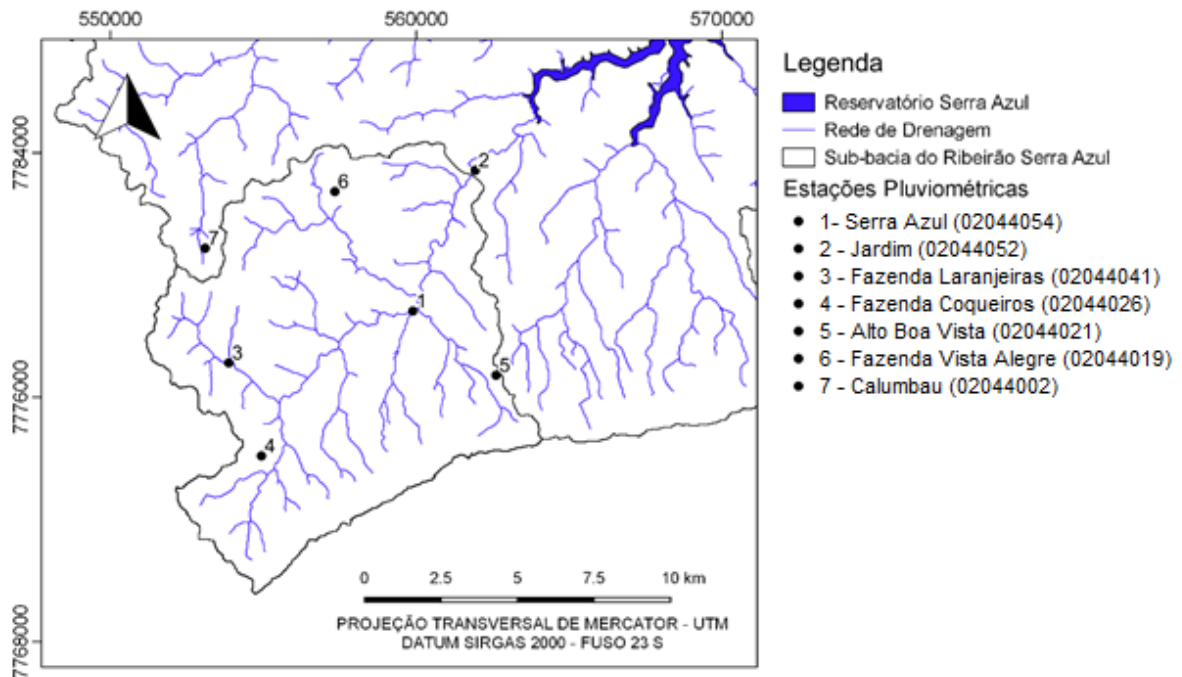 550000
560000
570000
7784000
7776000
7768000
6
2
7
1
3
5
4
0 2.5 5 7.5 10 km
PROJEÇÃO TRANSVERSAL DE MERCATOR - UTM
DATUM SIRGAS 2000 - FUSO 23 S
Legenda
Reservatório Serra Azul
Rede de Drenagem
Sub-bacia do Ribeirão Serra Azul
Estações Pluviométricas
1- Serra Azul (02044054)
2 - Jardim (02044052)
3 - Fazenda Laranjeiras (02044041)
4 - Fazenda Coqueiros (02044026)
5 - Alto Boa Vista (02044021)
6 - Fazenda Vista Alegre (02044019)
7 - Calumbau (02044002)